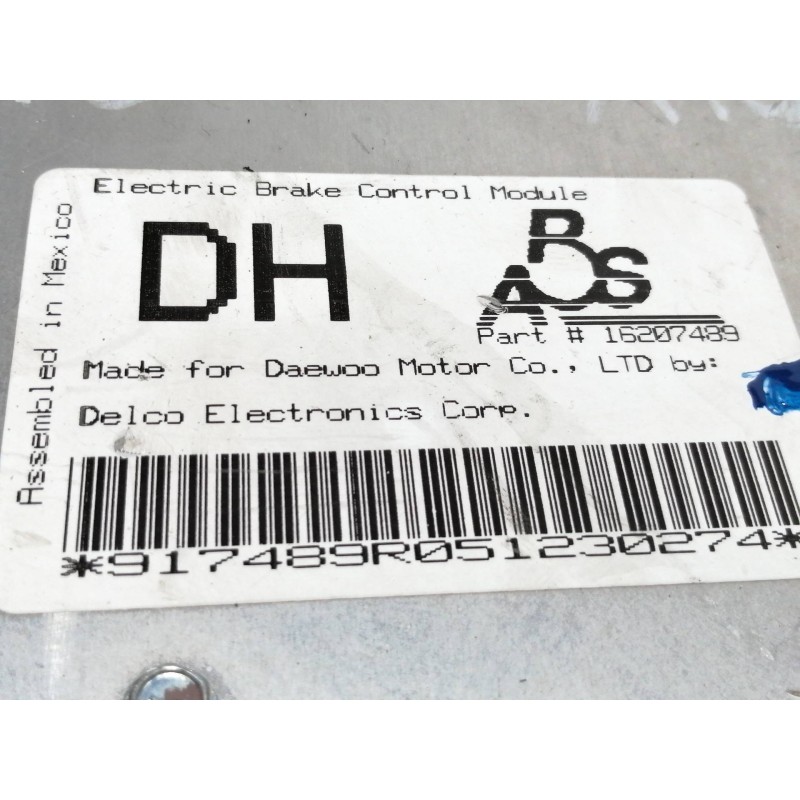 Electric Brake Control Module
Assembled in Mexico
DH
ABS
Part # 16207489
Made for Daewoo Motor Co., LTD by:
Delco Electronics Corp.
*917489R051230274*